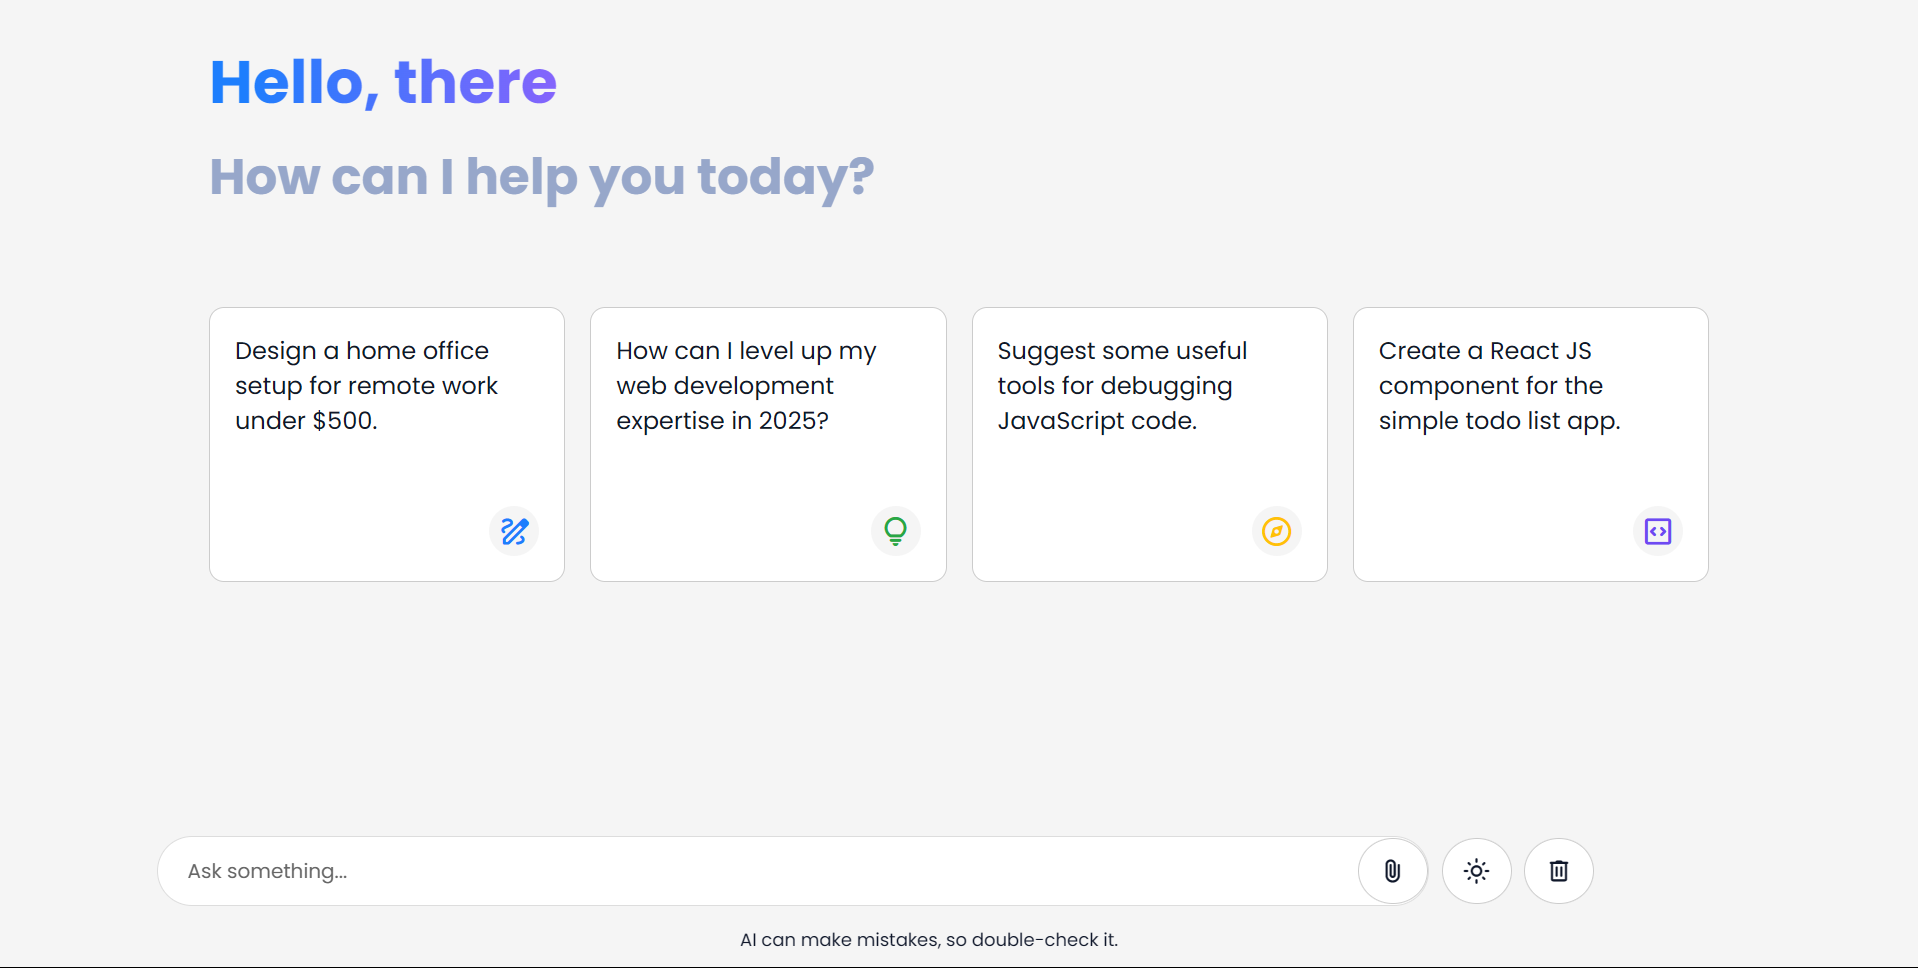 Hello, there
How can I help you today?
Design a home office
setup for remote work
under $500.
How can I level up my
web development
expertise in 2025?
Suggest some useful
tools for debugging
JavaScript code.
Create a React JS
component for the
simple todo list app.
Ask something...
AI can make mistakes, so double-check it.